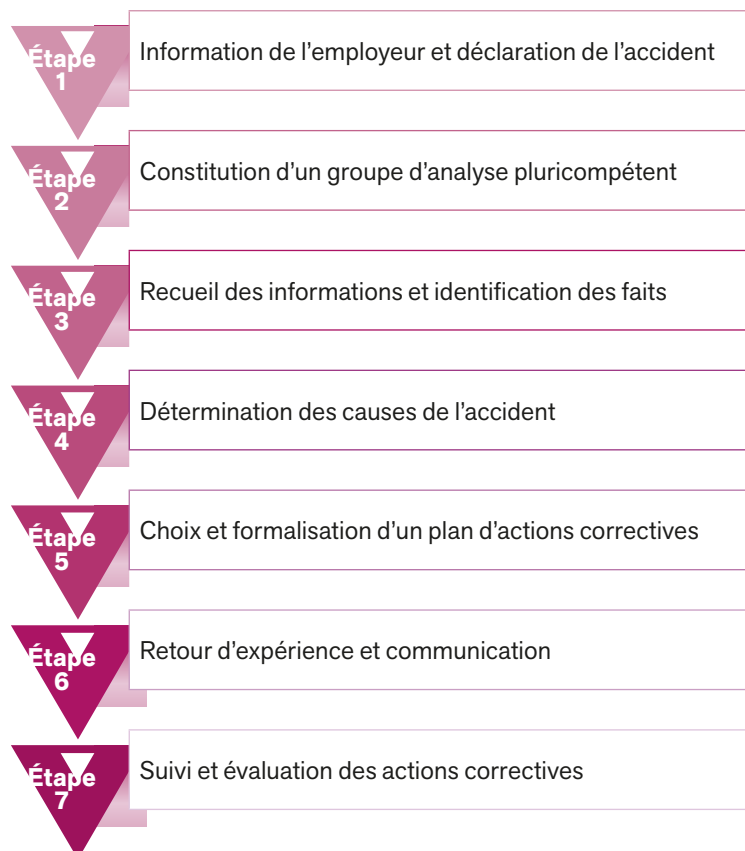 Étape
1
Information de l’employeur et déclaration de l’accident
Étape
2
Constitution d’un groupe d’analyse pluricompétent
Étape
3
Recueil des informations et identification des faits
Étape
4
Détermination des causes de l’accident
Étape
5
Choix et formalisation d’un plan d’actions correctives
Étape
6
Retour d’expérience et communication
Étape
7
Suivi et évaluation des actions correctives